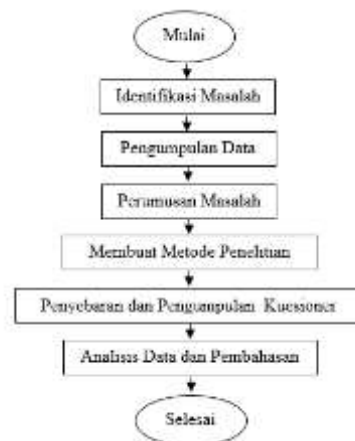 Mulai
Identifikasi Masalah
Pengumpulan Data
Perumusan Masalah
Membuat Metode Penelitian
Penyebaran dan Pengumpulan Kuesioner
Analisis Data dan Pembahasan
Selesai